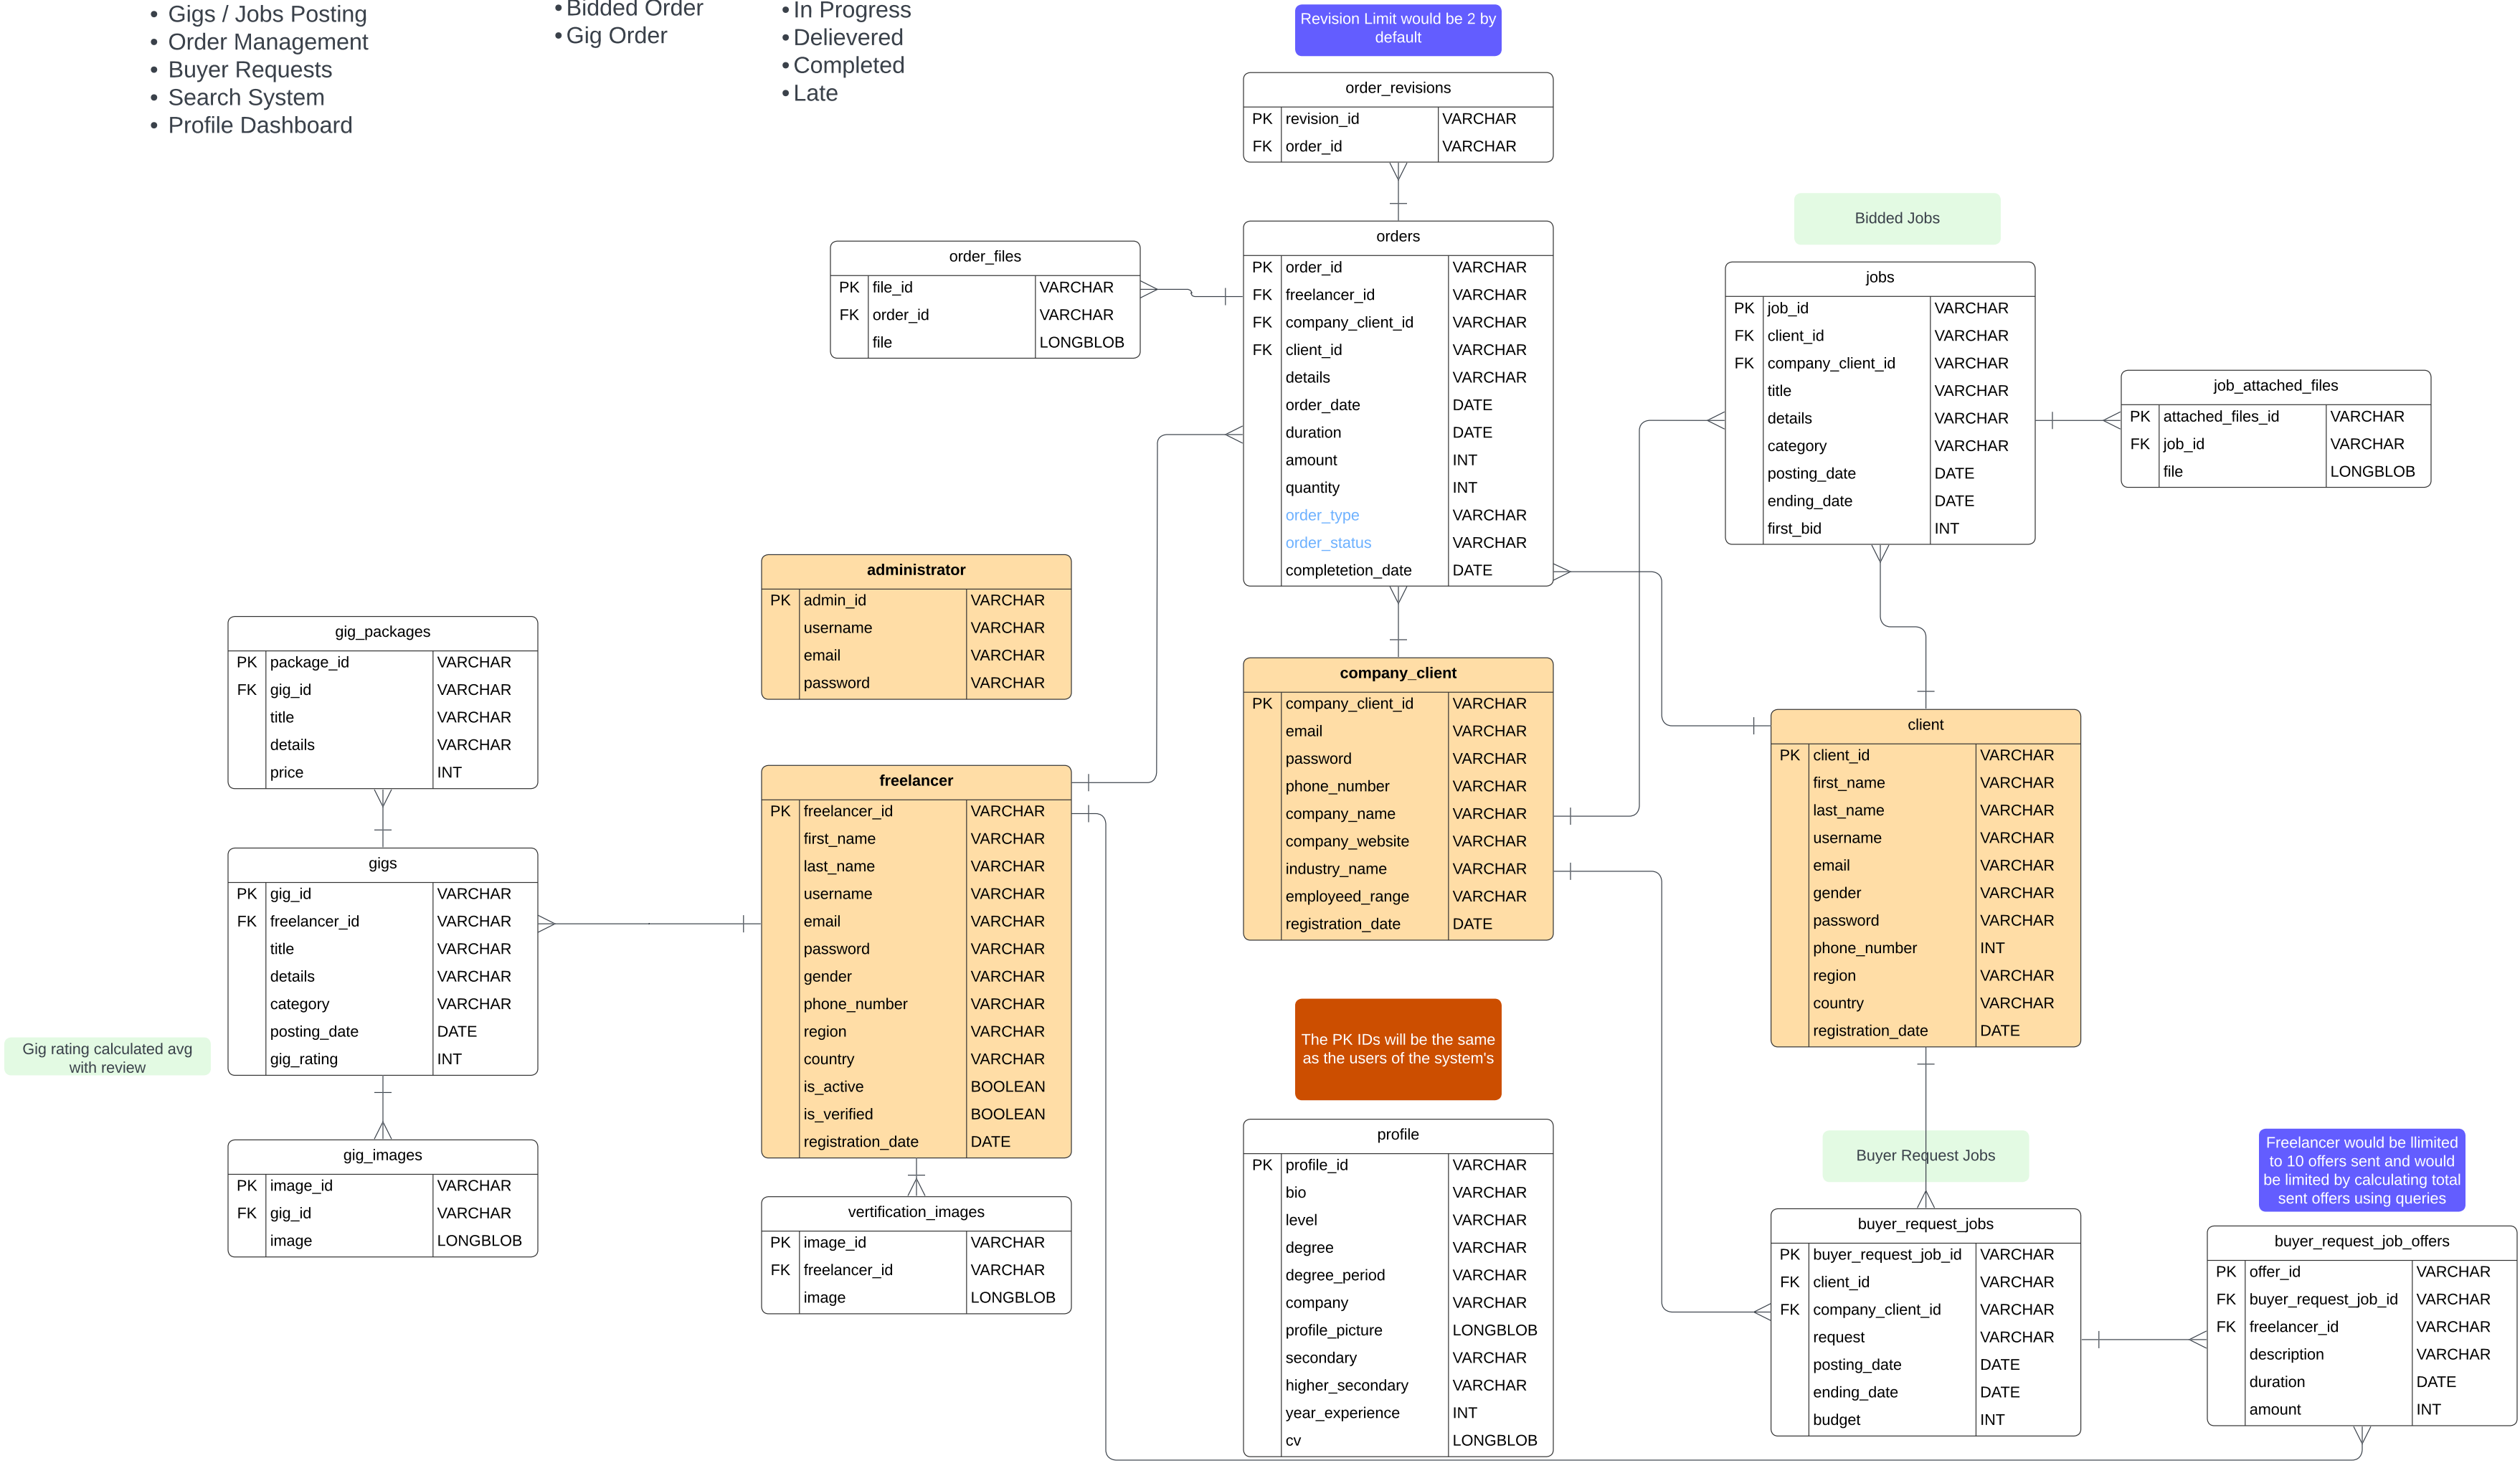 • Gigs / Jobs Posting
• Order Management
• Buyer Requests
• Search System
• Profile Dashboard
• Bidded Order
• Gig Order
• In Progress
• Delievered
• Completed
• Late
Revision Limit would be 2 by
default
order_revisions
PK revision_id VARCHAR
FK order_id VARCHAR
order_files
PK file_id VARCHAR
FK order_id VARCHAR
file LONGBLOB
orders
PK order_id VARCHAR
FK freelancer_id VARCHAR
FK company_client_id VARCHAR
FK client_id VARCHAR
details VARCHAR
order_date DATE
duration DATE
amount INT
quantity INT
order_type VARCHAR
order_status VARCHAR
completetion_date DATE
Bidded Jobs
jobs
PK job_id VARCHAR
FK client_id VARCHAR
FK company_client_id VARCHAR
title VARCHAR
details VARCHAR
category VARCHAR
posting_date DATE
ending_date DATE
first_bid INT
job_attached_files
PK attached_files_id VARCHAR
FK job_id VARCHAR
file LONGBLOB
administrator
PK admin_id VARCHAR
username VARCHAR
email VARCHAR
password VARCHAR
gig_packages
PK package_id VARCHAR
FK gig_id VARCHAR
title VARCHAR
details VARCHAR
price INT
company_client
PK company_client_id VARCHAR
email VARCHAR
password VARCHAR
phone_number VARCHAR
company_name VARCHAR
company_website VARCHAR
industry_name VARCHAR
employeed_range VARCHAR
registration_date DATE
client
PK client_id VARCHAR
first_name VARCHAR
last_name VARCHAR
username VARCHAR
email VARCHAR
gender VARCHAR
password VARCHAR
phone_number INT
region VARCHAR
country VARCHAR
registration_date DATE
freelancer
PK freelancer_id VARCHAR
first_name VARCHAR
last_name VARCHAR
username VARCHAR
email VARCHAR
password VARCHAR
gender VARCHAR
phone_number VARCHAR
region VARCHAR
country VARCHAR
is_active BOOLEAN
is_verified BOOLEAN
registration_date DATE
gigs
PK gig_id VARCHAR
FK freelancer_id VARCHAR
title VARCHAR
details VARCHAR
category VARCHAR
posting_date DATE
gig_rating INT
Gig rating calculated avg
with review
gig_images
PK image_id VARCHAR
FK gig_id VARCHAR
image LONGBLOB
vertification_images
PK image_id VARCHAR
FK freelancer_id VARCHAR
image LONGBLOB
The PK IDs will be the same
as the users of the system's
profile
PK profile_id VARCHAR
bio VARCHAR
level VARCHAR
degree VARCHAR
degree_period VARCHAR
company VARCHAR
profile_picture LONGBLOB
secondary VARCHAR
higher_secondary VARCHAR
year_experience INT
cv LONGBLOB
Buyer Request Jobs
buyer_request_jobs
PK buyer_request_job_id VARCHAR
FK client_id VARCHAR
FK company_client_id VARCHAR
request VARCHAR
posting_date DATE
ending_date DATE
budget INT
Freelancer would be llimited
to 10 offers sent and would
be limited by calculating total
sent offers using queries
buyer_request_job_offers
PK offer_id VARCHAR
FK buyer_request_job_id VARCHAR
FK freelancer_id VARCHAR
description VARCHAR
duration DATE
amount INT